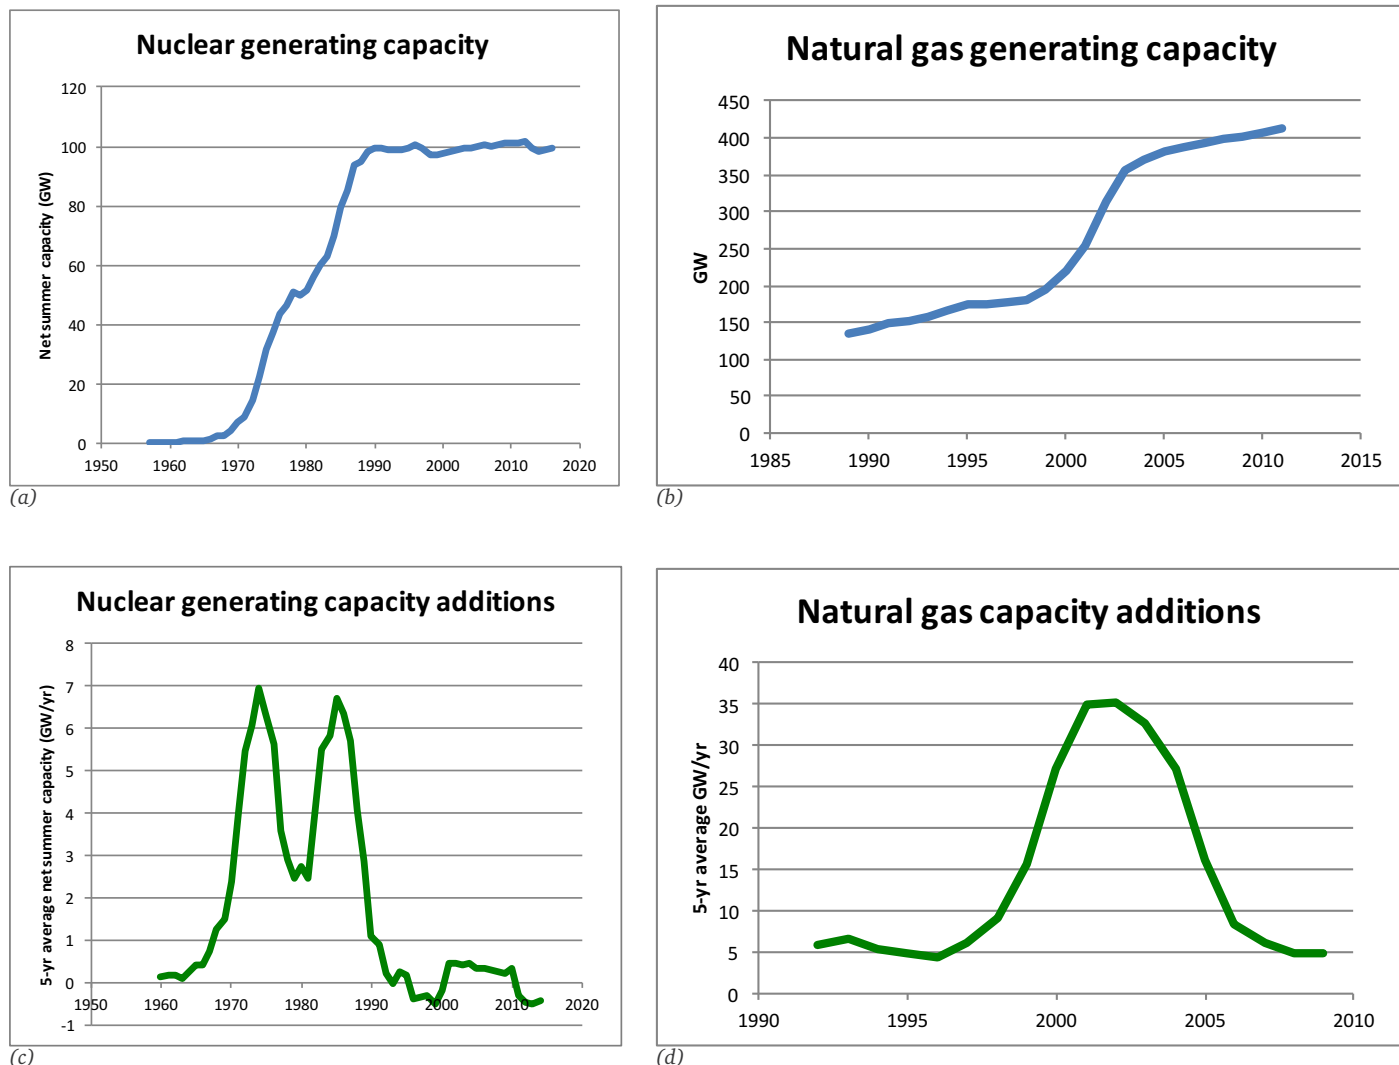 Nuclear generating capacity
Net summer capacity (GW)
120
100
80
60
40
20
0
1950 1960 1970 1980 1990 2000 2010 2020
(a)
Natural gas generating capacity
GW
450
400
350
300
250
200
150
100
50
0
1985 1990 1995 2000 2005 2010 2015
(b)
Nuclear generating capacity additions
5-yr average net summer capacity (GW/yr)
8
7
6
5
4
3
2
1
0
-1
1950 1960 1970 1980 1990 2000 2010 2020
(c)
Natural gas capacity additions
5-yr average GW/yr
40
35
30
25
20
15
10
5
0
1990 1995 2000 2005 2010
(d)